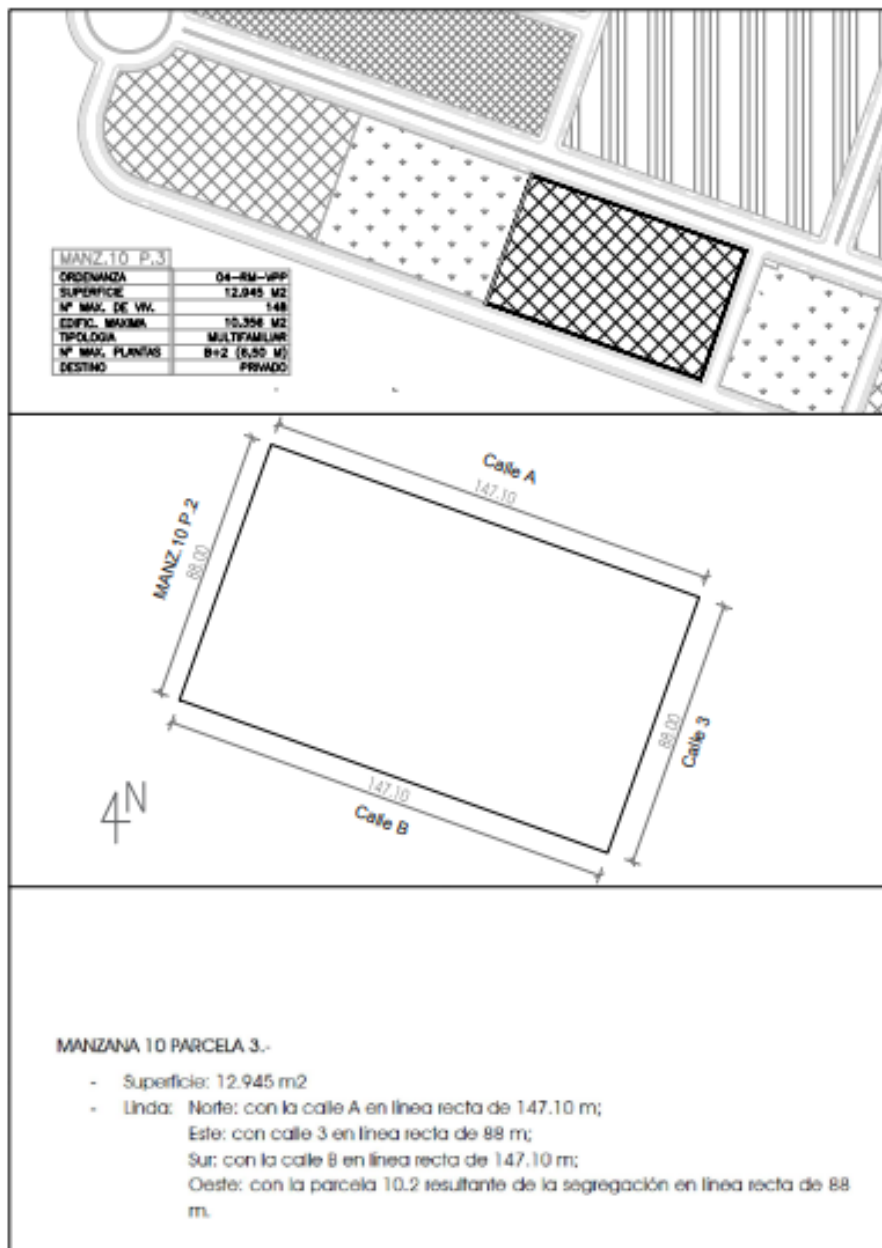 MANZ.10 P.3
ORDENANZA 04-RM-VPP
SUPERFICIE 12.945 M2
Nº MAX. DE VIV. 148
EDIFIC. MAXIMA 10.356 M2
TIPOLOGIA MULTIFAMILIAR
Nº MAX. PLANTAS B+2 (8,50 M)
DESTINO PRIVADO
Calle A
147.10
MANZ.10 P.2
88.00
88.00
Calle 3
147.10
Calle B
N
MANZANA 10 PARCELA 3.-
- Superficie: 12.945 m2
- Linda: Norte: con la calle A en línea recta de 147.10 m;
Este: con calle 3 en línea recta de 88 m;
Sur: con la calle B en línea recta de 147.10 m;
Oeste: con la parcela 10.2 resultante de la segregación en línea recta de 88
m.